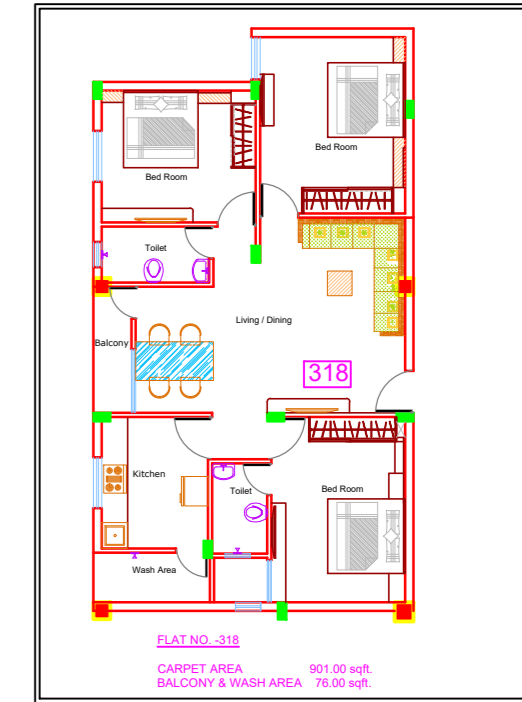 Bed Room
Bed Room
Toilet
Living / Dining
Balcony
318
Kitchen
Toilet
Bed Room
Wash Area
FLAT NO. -318
CARPET AREA 901.00 sqft.
BALCONY & WASH AREA 76.00 sqft.